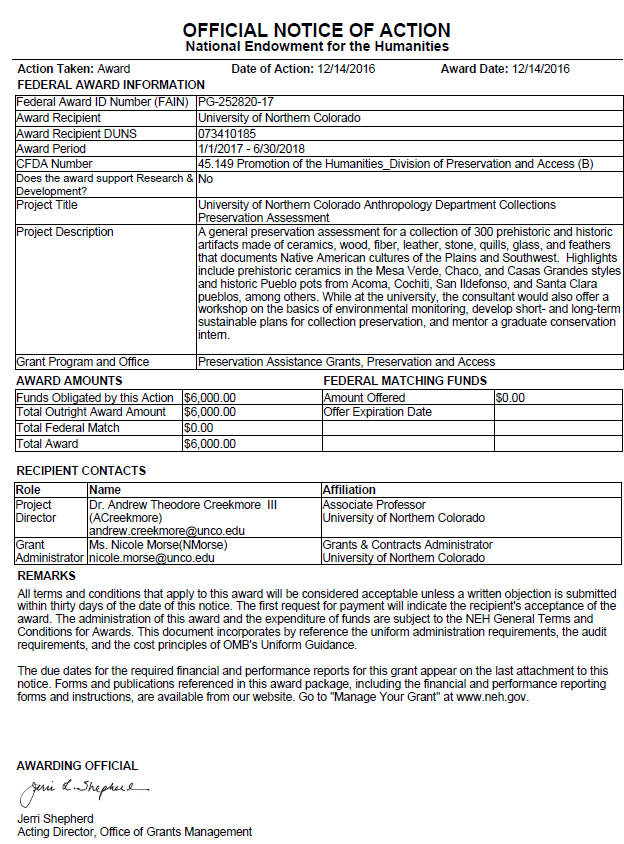 OFFICIAL NOTICE OF ACTION
National Endowment for the Humanities
Action Taken: Award Date of Action: 12/14/2016 Award Date: 12/14/2016
FEDERAL AWARD INFORMATION
Federal Award ID Number (FAIN) PG-252820-17
Award Recipient University of Northern Colorado
Award Recipient DUNS 073410185
Award Period 1/1/2017 - 6/30/2018
CFDA Number 45.149 Promotion of the Humanities_Division of Preservation and Access (B)
Does the award support Research & No
Development?
Project Title University of Northern Colorado Anthropology Department Collections
Preservation Assessment
Project Description A general preservation assessment for a collection of 300 prehistoric and historic
artifacts made of ceramics, wood, fiber, leather, stone, quills, glass, and feathers
that documents Native American cultures of the Plains and Southwest. Highlights
include prehistoric ceramics in the Mesa Verde, Chaco, and Casas Grandes styles
and historic Pueblo pots from Acoma, Cochiti, San Ildefonso, and Santa Clara
pueblos, among others. While at the university, the consultant would also offer a
workshop on the basics of environmental monitoring, develop short- and long-term
sustainable plans for collection preservation, and mentor a graduate conservation
intern.
Grant Program and Office Preservation Assistance Grants, Preservation and Access
AWARD AMOUNTS FEDERAL MATCHING FUNDS
Funds Obligated by this Action $6,000.00 Amount Offered $0.00
Total Outright Award Amount $6,000.00 Offer Expiration Date
Total Federal Match $0.00
Total Award $6,000.00
RECIPIENT CONTACTS
Role Name Affiliation
Project Dr. Andrew Theodore Creekmore III Associate Professor
Director (ACreekmore) University of Northern Colorado
andrew.creekmore@unco.edu
Grant Ms. Nicole Morse(NMorse) Grants & Contracts Administrator
Administrator nicole.morse@unco.edu University of Northern Colorado
REMARKS
All terms and conditions that apply to this award will be considered acceptable unless a written objection is submitted
within thirty days of the date of this notice. The first request for payment will indicate the recipient's acceptance of the
award. The administration of this award and the expenditure of funds are subject to the NEH General Terms and
Conditions for Awards. This document incorporates by reference the uniform administration requirements, the audit
requirements, and the cost principles of OMB's Uniform Guidance.
The due dates for the required financial and performance reports for this grant appear on the last attachment to this
notice. Forms and publications referenced in this award package, including the financial and performance reporting
forms and instructions, are available from our website. Go to "Manage Your Grant" at www.neh.gov.
AWARDING OFFICIAL
Jerri L. Shepherd
Jerri Shepherd
Acting Director, Office of Grants Management